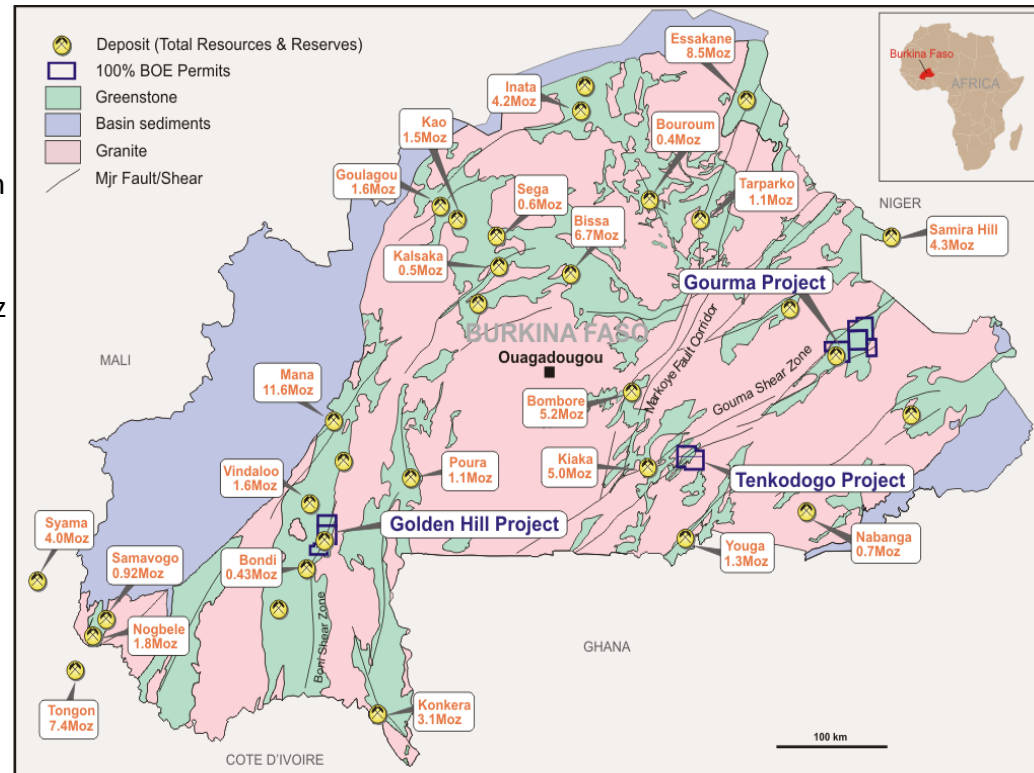 Deposit (Total Resources & Reserves)
100% BOE Permits
Greenstone
Basin sediments
Granite
Mjr Fault/Shear
Essakane
8.5Moz
Burkina Faso
AFRICA
Inata
4.2Moz
Kao
1.5Moz
Bouroum
0.4Moz
Goulagou
1.6Moz
Sega
0.6Moz
Tarparko
1.1Moz
NIGER
Bissa
6.7Moz
Samira Hill
4.3Moz
Kalsaka
0.5Moz
Gourma Project
BURKINA FASO
Ouagadougou
MALI
Markoye Fault Corridor
Gouma Shear Zone
Mana
11.6Moz
Bombore
5.2Moz
Vindaloo
1.6Moz
Poura
1.1Moz
Kiaka
5.0Moz
Tenkodogo Project
Golden Hill Project
Syama
4.0Moz
Samavogo
0.92Moz
Bondi
0.43Moz
Youga
1.3Moz
Nabanga
0.7Moz
Nogbele
1.8Moz
Boni Shear Zone
GHANA
Tongon
7.4Moz
Konkera
3.1Moz
COTE D'IVOIRE
100 km